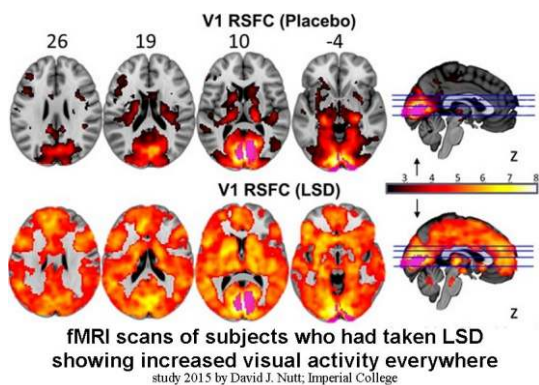 V1 RSFC (Placebo)
26 19 10 -4
Z
3 4 5 6 7 8
V1 RSFC (LSD)
Z
fMRI scans of subjects who had taken LSD
showing increased visual activity everywhere
study 2015 by David J. Nutt; Imperial College